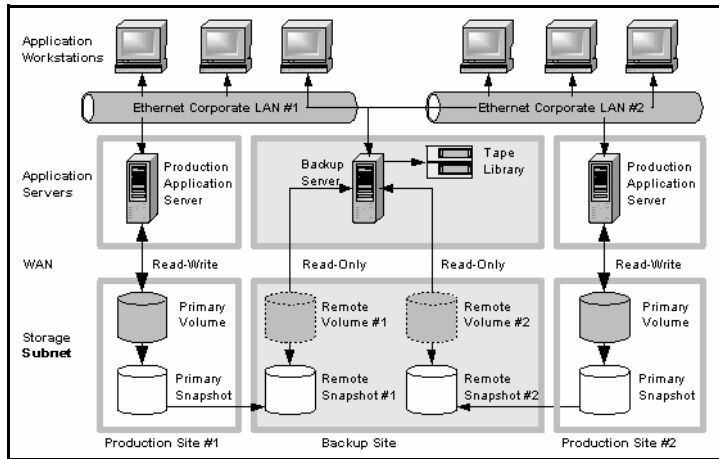 Application
Workstations
Ethernet Corporate LAN #1
Ethernet Corporate LAN #2
Application
Servers
Production
Application
Server
Backup
Server
Tape
Library
Production
Application
Server
WAN
Read-Write
Read-Only
Read-Only
Read-Write
Storage
Subnet
Primary
Volume
Remote
Volume #1
Remote
Volume #2
Primary
Volume
Primary
Snapshot
Remote
Snapshot #1
Remote
Snapshot #2
Primary
Snapshot
Production Site #1
Backup Site
Production Site #2